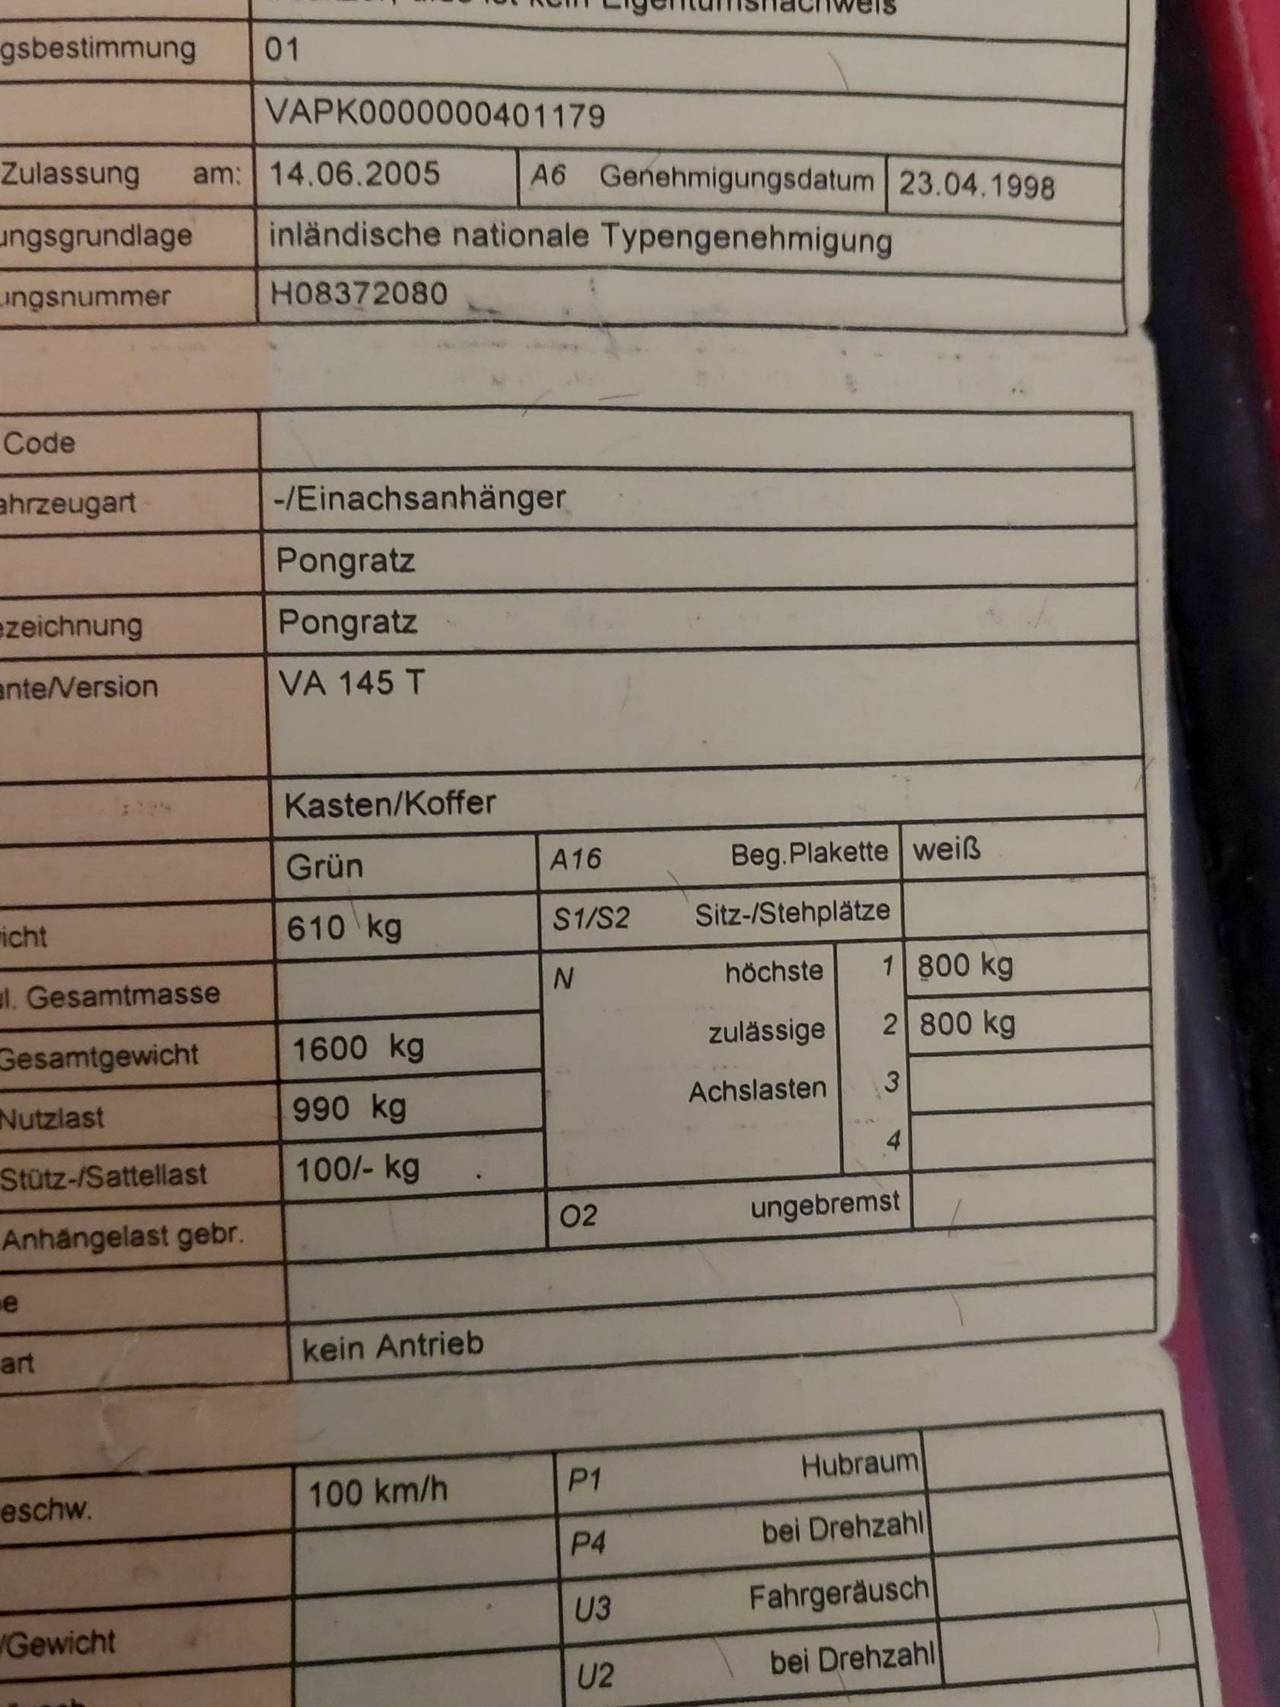 dies ist kein Eigentumsnachweis
gsbestimmung 01
VAPK0000000401179
Zulassung am: 14.06.2005 A6 Genehmigungsdatum 23.04.1998
ungsgrundlage inländische nationale Typengenehmigung
ungsnummer H08372080
Code
ahrzeugart -/Einachsanhänger
Pongratz
ezeichnung Pongratz
ante/Version VA 145 T
Kasten/Koffer
Grün A16 Beg.Plakette weiß
icht 610 kg S1/S2 Sitz-/Stehplätze
N höchste 1 800 kg
l. Gesamtmasse
zulässige 2 800 kg
Gesamtgewicht 1600 kg
Achslasten 3
Nutzlast 990 kg
4
Stütz-/Sattellast 100/- kg
Anhängelast gebr. O2 ungebremst
e
art kein Antrieb
eschw. 100 km/h P1 Hubraum
P4 bei Drehzahl
U3 Fahrgeräusch
/Gewicht U2 bei Drehzahl